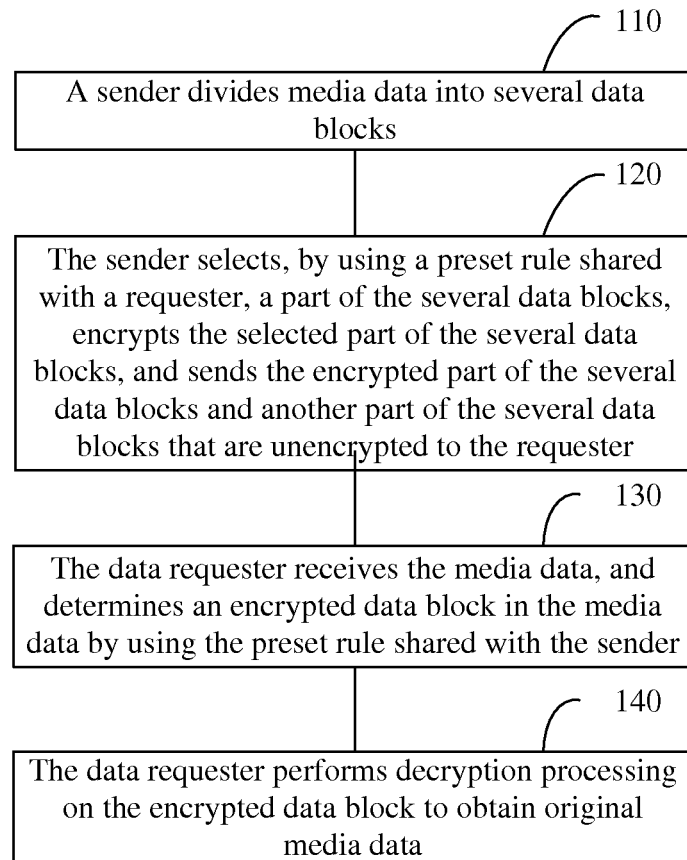 110
A sender divides media data into several data
blocks
120
The sender selects, by using a preset rule shared
with a requester, a part of the several data blocks,
encrypts the selected part of the several data
blocks, and sends the encrypted part of the several
data blocks and another part of the several data
blocks that are unencrypted to the requester
130
The data requester receives the media data, and
determines an encrypted data block in the media
data by using the preset rule shared with the sender
140
The data requester performs decryption processing
on the encrypted data block to obtain original
media data